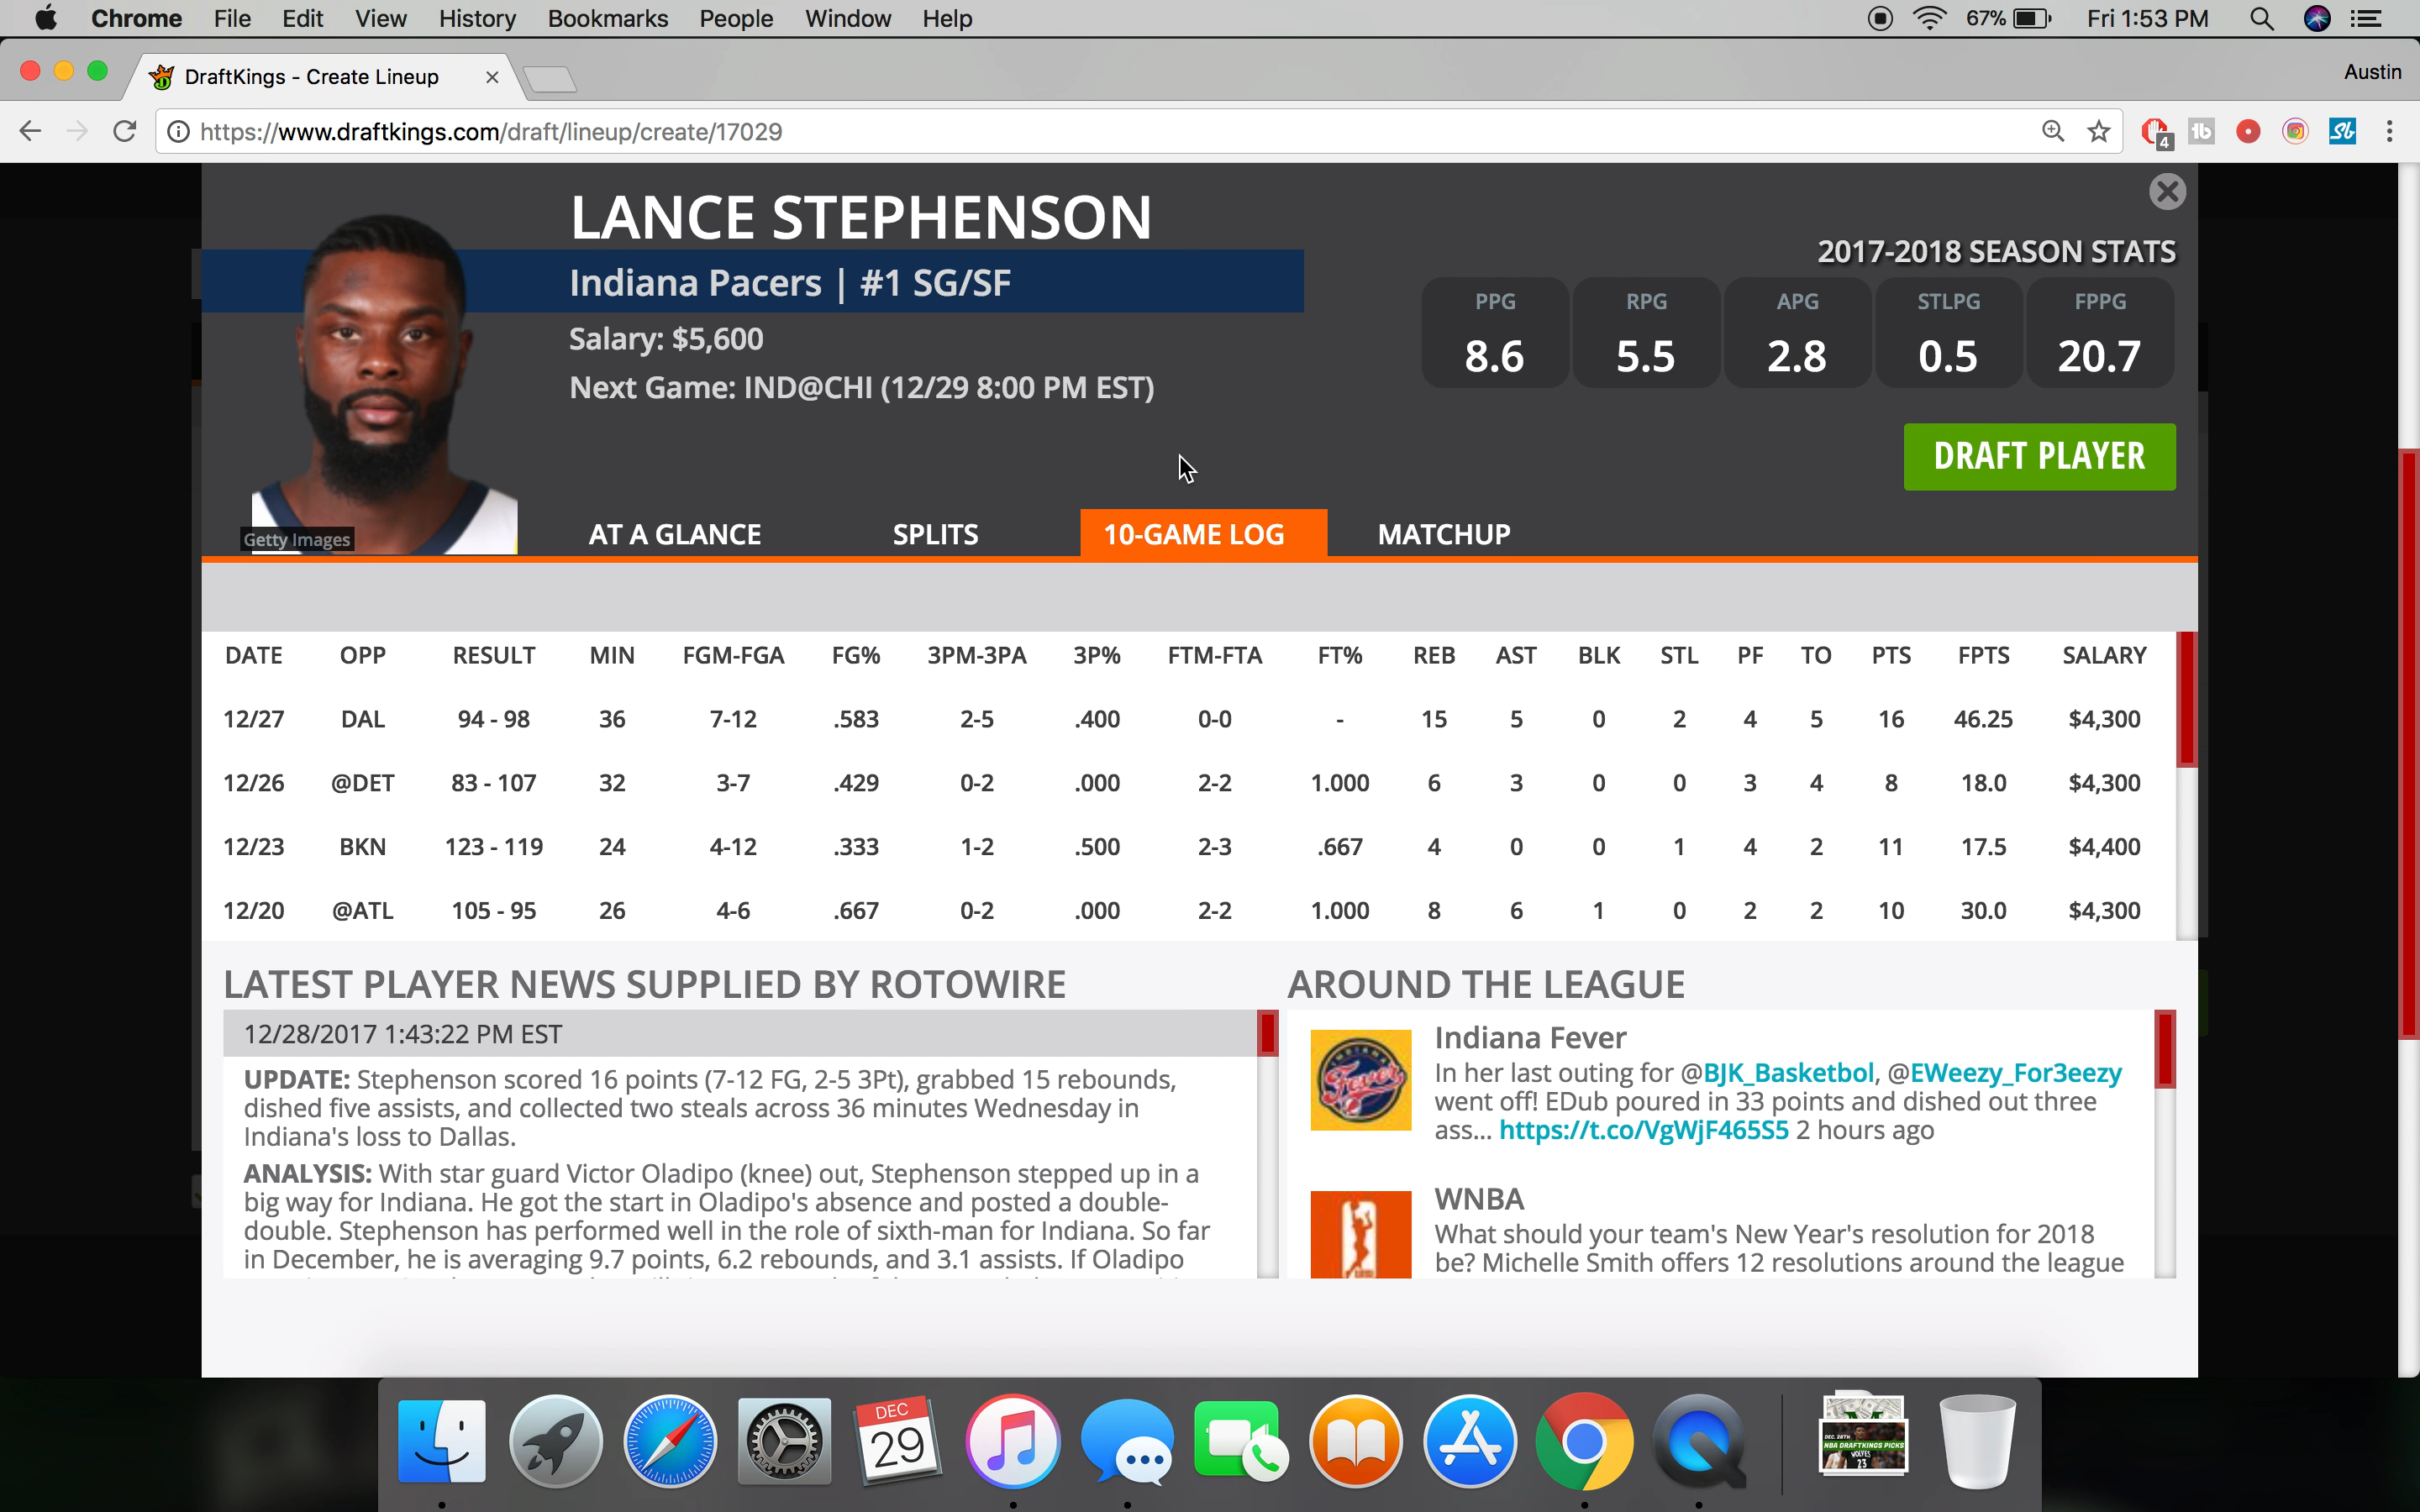 Chrome File Edit View History Bookmarks People Window Help 67% Fri 1:53 PM
DraftKings - Create Lineup Austin
https://www.draftkings.com/draft/lineup/create/17029 4
LANCE STEPHENSON
Indiana Pacers | #1 SG/SF
Salary: $5,600
Next Game: IND@CHI (12/29 8:00 PM EST)
2017-2018 SEASON STATS
PPG RPG APG STLPG FPPG
8.6 5.5 2.8 0.5 20.7
DRAFT PLAYER
Getty Images
AT A GLANCE SPLITS 10-GAME LOG MATCHUP
DATE OPP RESULT MIN FGM-FGA FG% 3PM-3PA 3P% FTM-FTA FT% REB AST BLK STL PF TO PTS FPTS SALARY
12/27 DAL 94 - 98 36 7-12 .583 2-5 .400 0-0 - 15 5 0 2 4 5 16 46.25 $4,300
12/26 @DET 83 - 107 32 3-7 .429 0-2 .000 2-2 1.000 6 3 0 0 3 4 8 18.0 $4,300
12/23 BKN 123 - 119 24 4-12 .333 1-2 .500 2-3 .667 4 0 0 1 4 2 11 17.5 $4,400
12/20 @ATL 105 - 95 26 4-6 .667 0-2 .000 2-2 1.000 8 6 1 0 2 2 10 30.0 $4,300
LATEST PLAYER NEWS SUPPLIED BY ROTOWIRE
12/28/2017 1:43:22 PM EST
UPDATE: Stephenson scored 16 points (7-12 FG, 2-5 3Pt), grabbed 15 rebounds,
dished five assists, and collected two steals across 36 minutes Wednesday in
Indiana's loss to Dallas.
ANALYSIS: With star guard Victor Oladipo (knee) out, Stephenson stepped up in a
big way for Indiana. He got the start in Oladipo's absence and posted a double-
double. Stephenson has performed well in the role of sixth-man for Indiana. So far
in December, he is averaging 9.7 points, 6.2 rebounds, and 3.1 assists. If Oladipo
AROUND THE LEAGUE
Indiana Fever
In her last outing for @BJK_Basketbol, @EWeezy_For3eezy
went off! EDub poured in 33 points and dished out three
ass... https://t.co/VgWjF465S5 2 hours ago
WNBA
What should your team's New Year's resolution for 2018
be? Michelle Smith offers 12 resolutions around the league
DEC
29
DEC. 28TH
NBA DRAFTKINGS PICKS
WOLVES
23